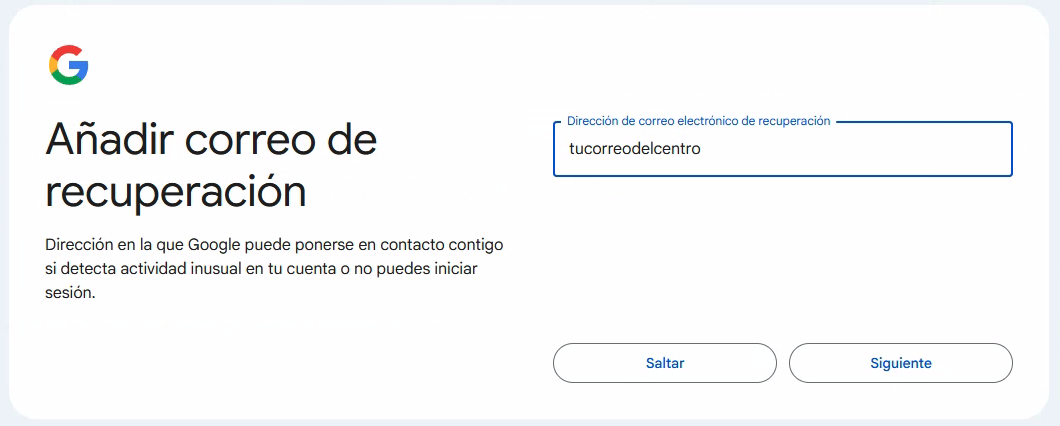 Añadir correo de
recuperación
Dirección en la que Google puede ponerse en contacto contigo
si detecta actividad inusual en tu cuenta o no puedes iniciar
sesión.
Dirección de correo electrónico de recuperación
tucorreodelcentro
Saltar
Siguiente